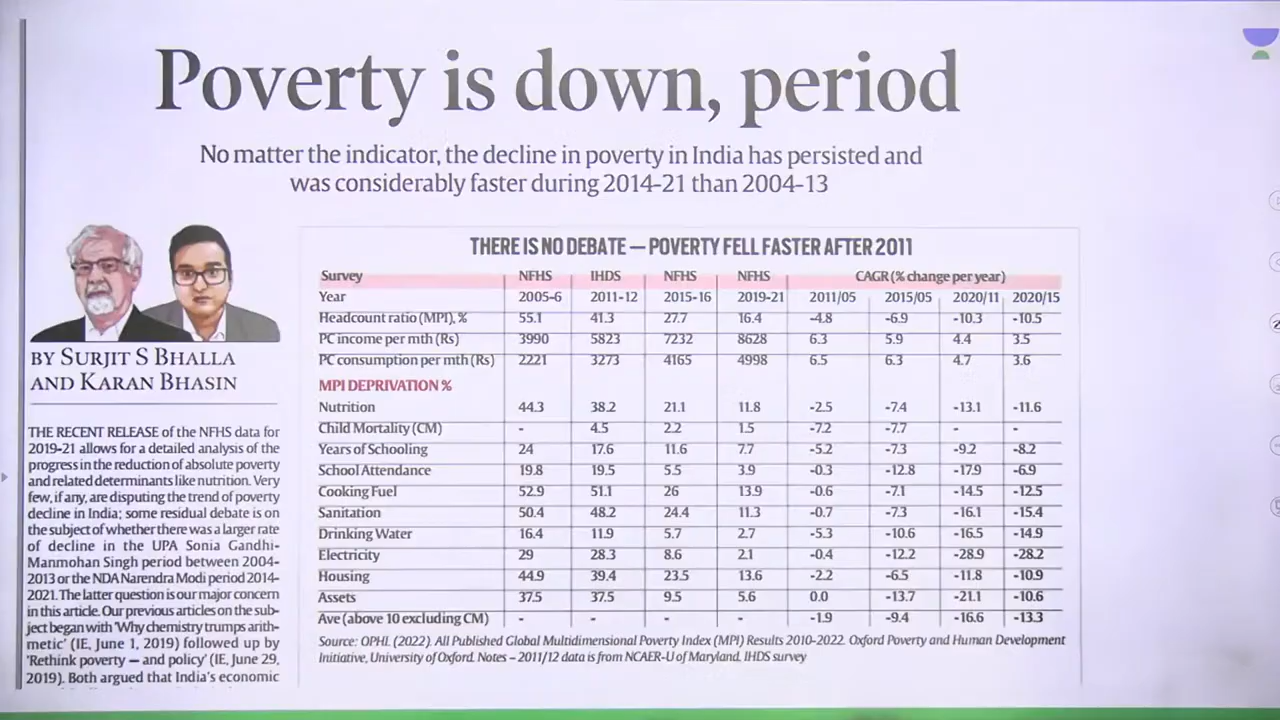 Poverty is down, period
No matter the indicator, the decline in poverty in India has persisted and
was considerably faster during 2014-21 than 2004-13
BY SURJIT S BHALLA
AND KARAN BHASIN
THE RECENT RELEASE of the NFHS data for
2019-21 allows for a detailed analysis of the
progress in the reduction of absolute poverty
and related determinants like nutrition. Very
few, if any, are disputing the trend of poverty
decline in India; some residual debate is on
the subject of whether there was a larger rate
of decline in the UPA Sonia Gandhi-
Manmohan Singh period between 2004-
2013 or the NDA Narendra Modi period 2014-
2021. The latter question is our major concern
in this article. Our previous articles on the sub-
ject began with 'Why chemistry trumps arith-
metic' (IE, June 1, 2019) followed up by
'Rethink poverty — and policy' (IE, June 29,
2019). Both argued that India's economic
THERE IS NO DEBATE — POVERTY FELL FASTER AFTER 2011
Survey NFHS IHDS NFHS NFHS CAGR (% change per year)
Year 2005-6 2011-12 2015-16 2019-21 2011/05 2015/05 2020/11 2020/15
Headcount ratio (MPI), % 55.1 41.3 27.7 16.4 -4.8 -6.9 -10.3 -10.5
PC income per mth (Rs) 3990 5823 7232 8628 6.3 5.9 4.4 3.5
PC consumption per mth (Rs) 2221 3273 4165 4998 6.5 6.3 4.7 3.6
MPI DEPRIVATION %
Nutrition 44.3 38.2 21.1 11.8 -2.5 -7.4 -13.1 -11.6
Child Mortality (CM) - 4.5 2.2 1.5 -7.2 -7.7 - -
Years of Schooling 24 17.6 11.6 7.7 -5.2 -7.3 -9.2 -8.2
School Attendance 19.8 19.5 5.5 3.9 -0.3 -12.8 -17.9 -6.9
Cooking Fuel 52.9 51.1 26 13.9 -0.6 -7.1 -14.5 -12.5
Sanitation 50.4 48.2 24.4 11.3 -0.7 -7.3 -16.1 -15.4
Drinking Water 16.4 11.9 5.7 2.7 -5.3 -10.6 -16.5 -14.9
Electricity 29 28.3 8.6 2.1 -0.4 -12.2 -28.9 -28.2
Housing 44.9 39.4 23.5 13.6 -2.2 -6.5 -11.8 -10.9
Assets 37.5 37.5 9.5 5.6 0.0 -13.7 -21.1 -10.6
Ave (above 10 excluding CM) - - - - -1.9 -9.4 -16.6 -13.3
Source: OPHI. (2022). All Published Global Multidimensional Poverty Index (MPI) Results 2010-2022. Oxford Poverty and Human Development
Initiative, University of Oxford. Notes – 2011/12 data is from NCAER-U of Maryland, IHDS survey